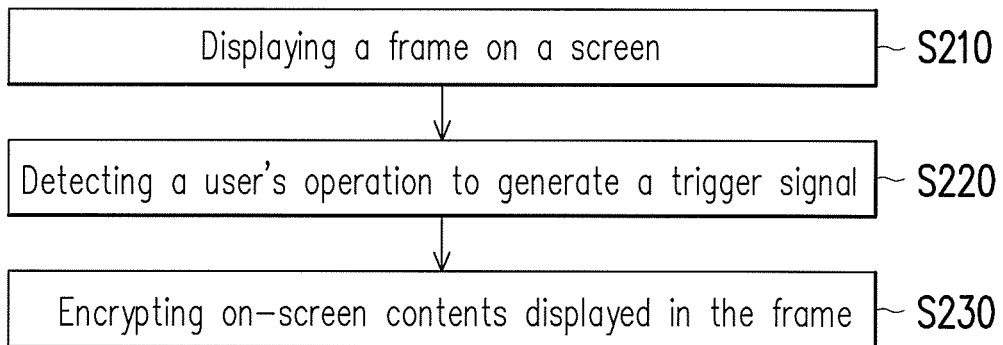 Displaying a frame on a screen ~ S210
Detecting a user's operation to generate a trigger signal ~ S220
Encrypting on-screen contents displayed in the frame ~ S230